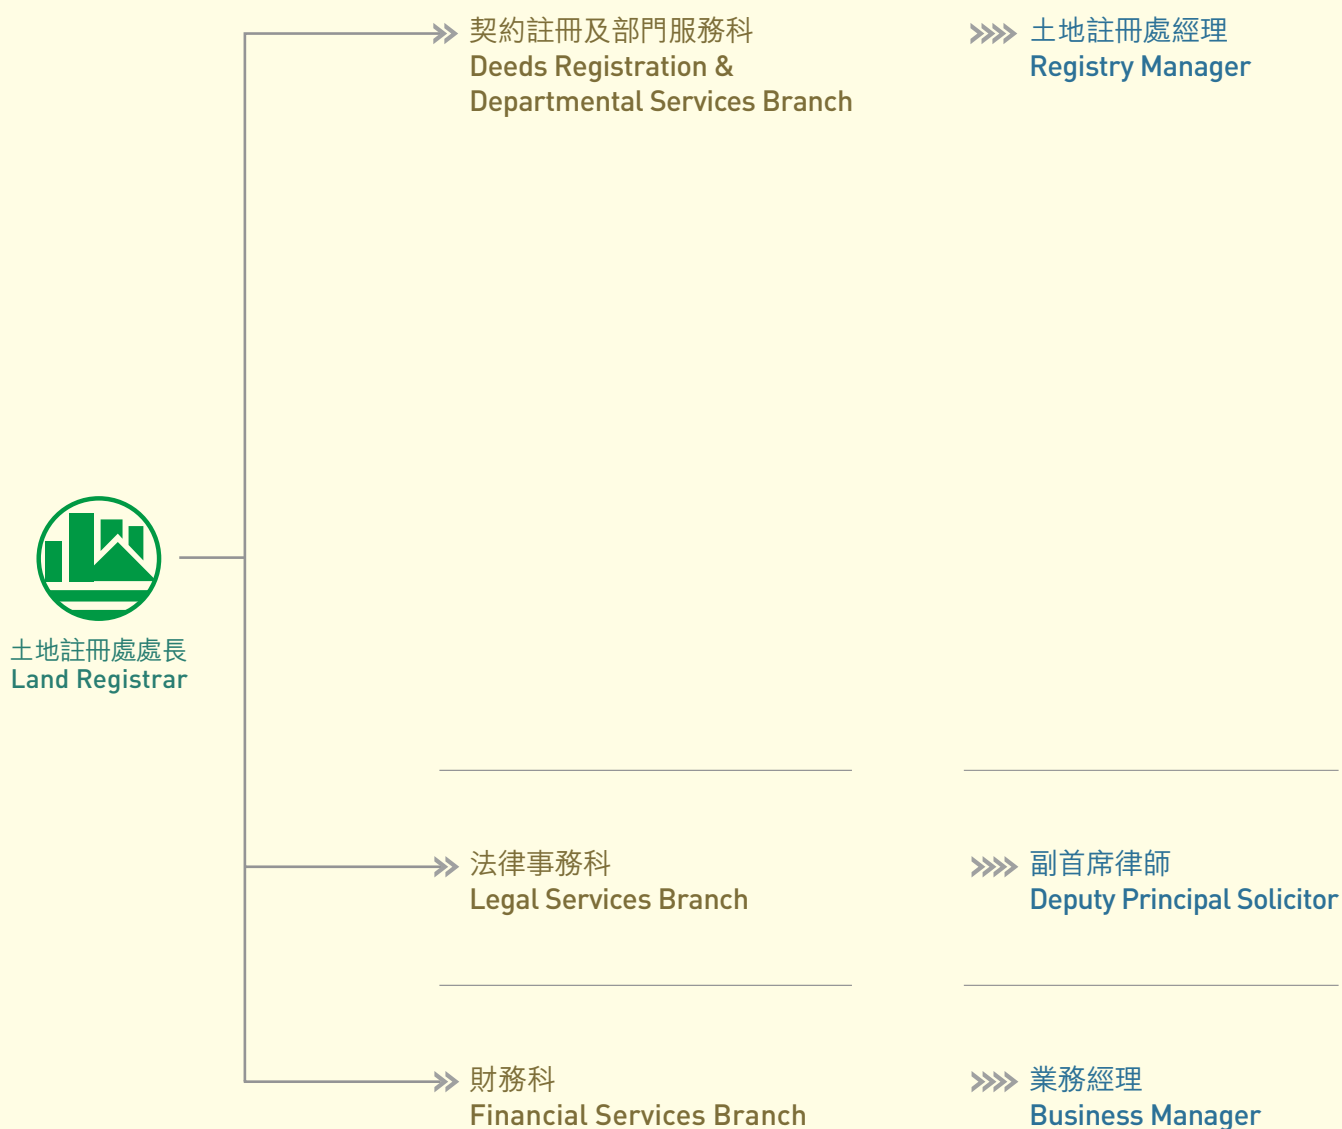 契約註冊及部門服務科
Deeds Registration &
Departmental Services Branch
土地註冊處經理
Registry Manager
土地註冊處處長
Land Registrar
法律事務科
Legal Services Branch
副首席律師
Deputy Principal Solicitor
財務科
Financial Services Branch
業務經理
Business Manager